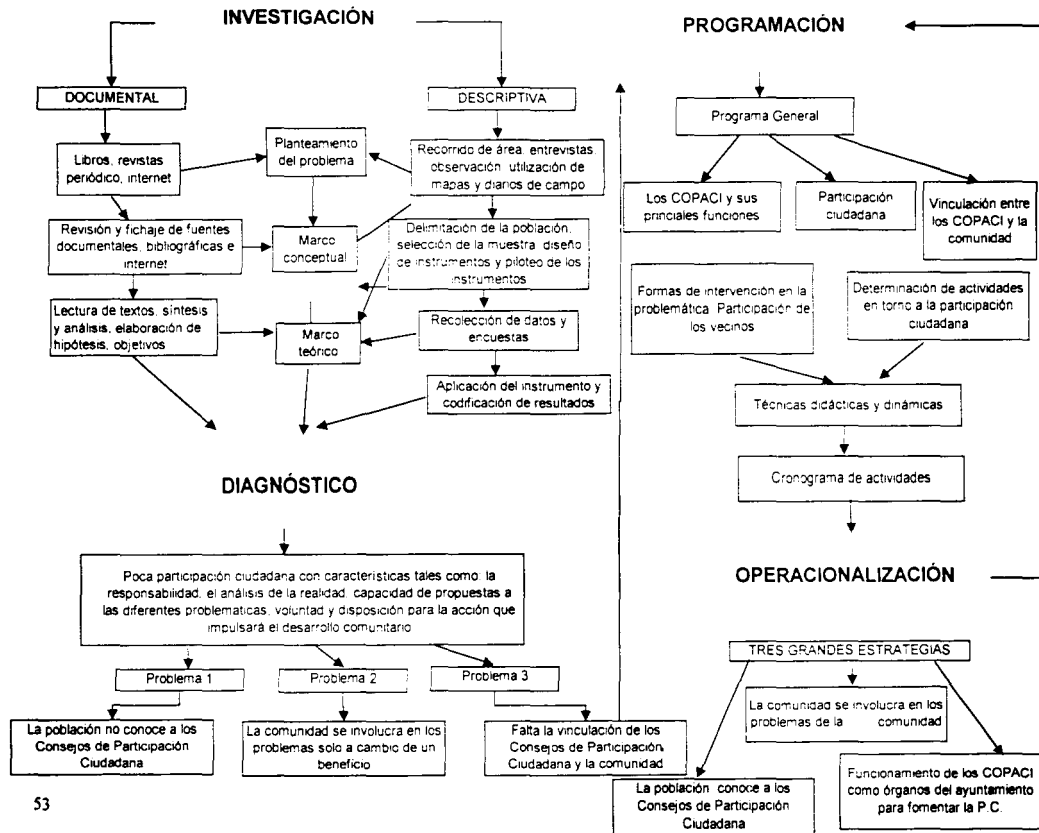 INVESTIGACIÓN
DOCUMENTAL
DESCRIPTIVA
Libros, revistas
periódico, internet
Planteamiento
del problema
Recorrido de área, entrevistas,
observación utilización de
mapas y diarios de campo
Revisión y fichaje de fuentes
documentales, bibliográficas e
internet
Marco
conceptual
Delimitación de la población,
selección de la muestra diseño
de instrumentos y piloteo de los
instrumentos
Lectura de textos, síntesis
y análisis, elaboración de
hipótesis, objetivos
Marco
teórico
Recolección de datos y
encuestas
Aplicación del instrumento y
codificación de resultados
DIAGNÓSTICO
Poca participación ciudadana con características tales como: la
responsabilidad, el análisis de la realidad, capacidad de propuestas a
las diferentes problematicas, voluntad y disposición para la acción que
impulsará el desarrollo comunitario
Problema 1
Problema 2
Problema 3
La población no conoce a los
Consejos de Participación
Ciudadana
La comunidad se involucra en los
problemas solo a cambio de un
beneficio
Falta la vinculación de los
Consejos de Participación
Ciudadana y la comunidad
53
PROGRAMACIÓN
Programa General
Los COPACI y sus
principales funciones
Participación
ciudadana
Vinculación entre
los COPACI y la
comunidad
Formas de intervención en la
problemática Participación de
los vecinos
Determinación de actividades
en torno a la participación
ciudadana
Técnicas didácticas y dinámicas
Cronograma de actividades
OPERACIONALIZACIÓN
TRES GRANDES ESTRATEGIAS
La comunidad se involucra en los
problemas de la comunidad
La población conoce a los
Consejos de Participación
Ciudadana
Funcionamiento de los COPACI
como órganos del ayuntamiento
para fomentar la P.C.